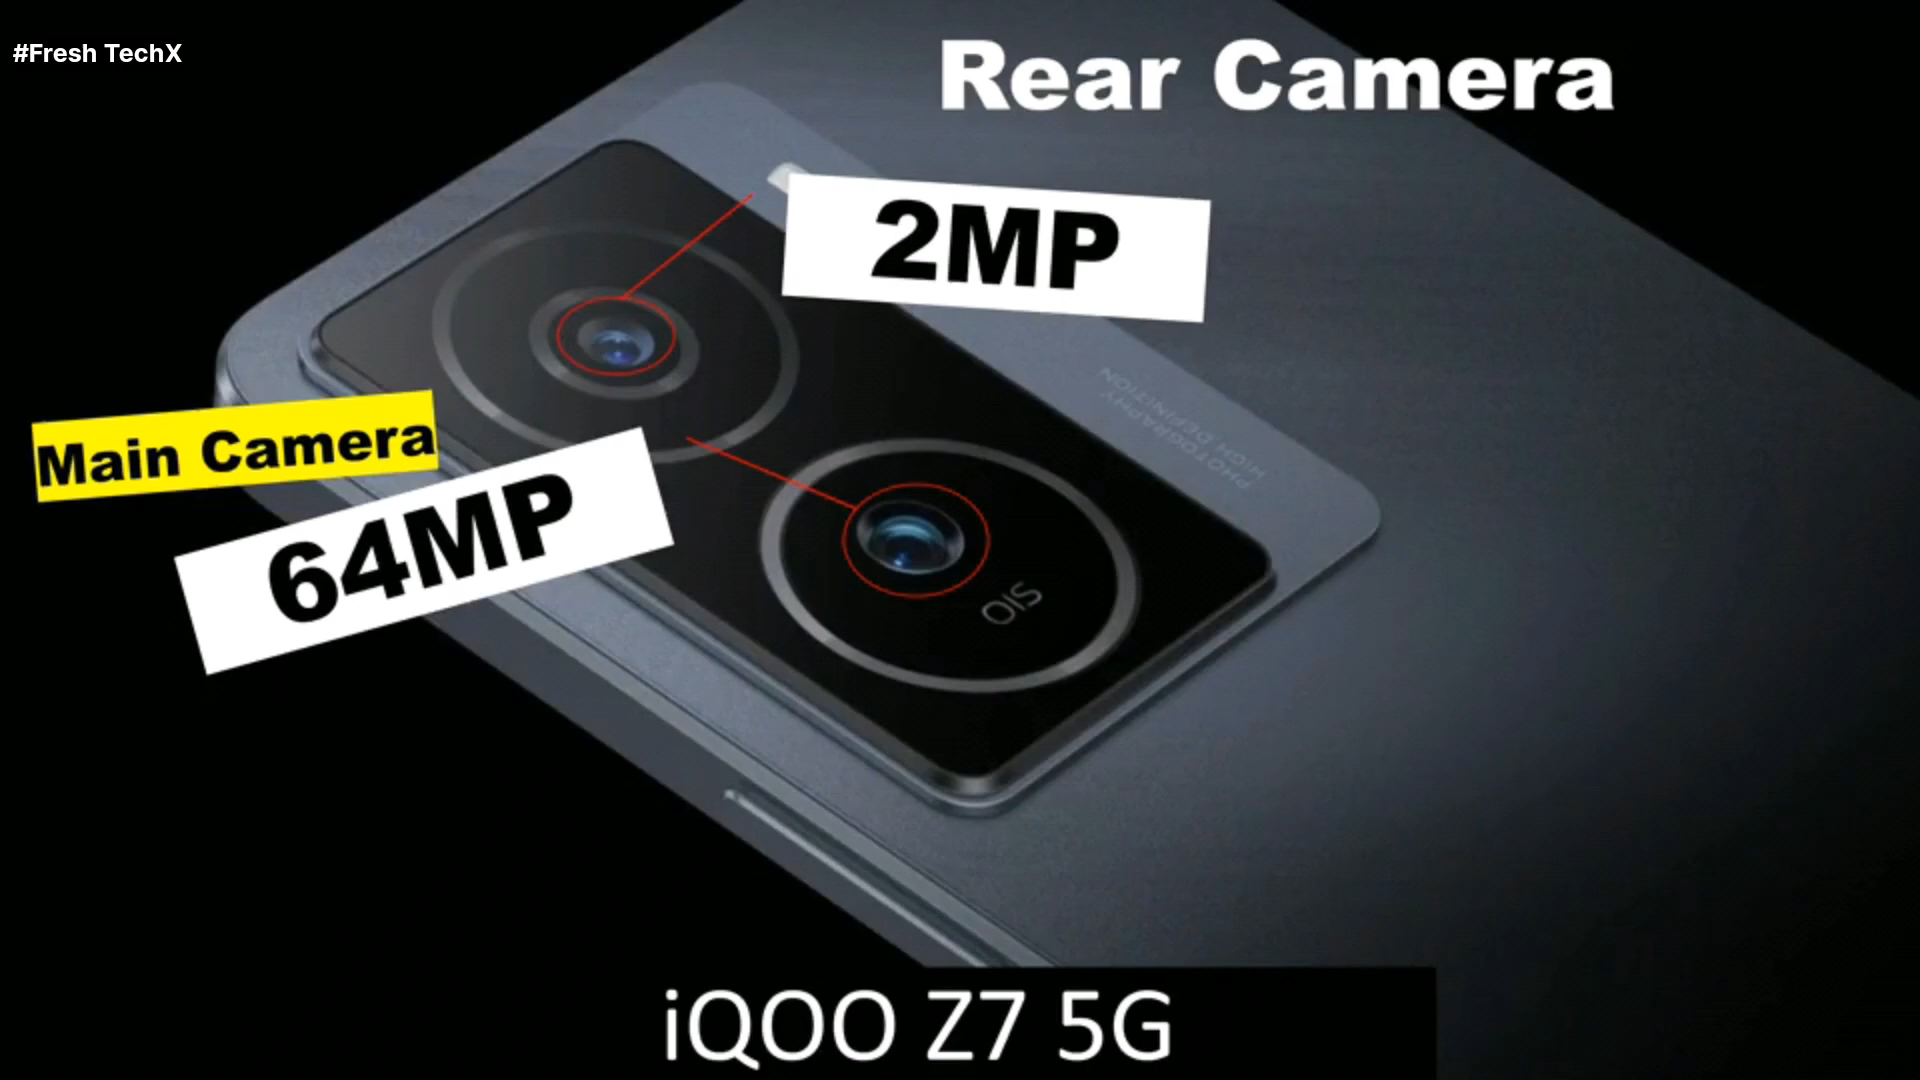 #Fresh TechX
Rear Camera
2MP
Main Camera
64MP
HIGH DEFINITION
PHOTOGRAPHY
OIS
iQOO Z7 5G